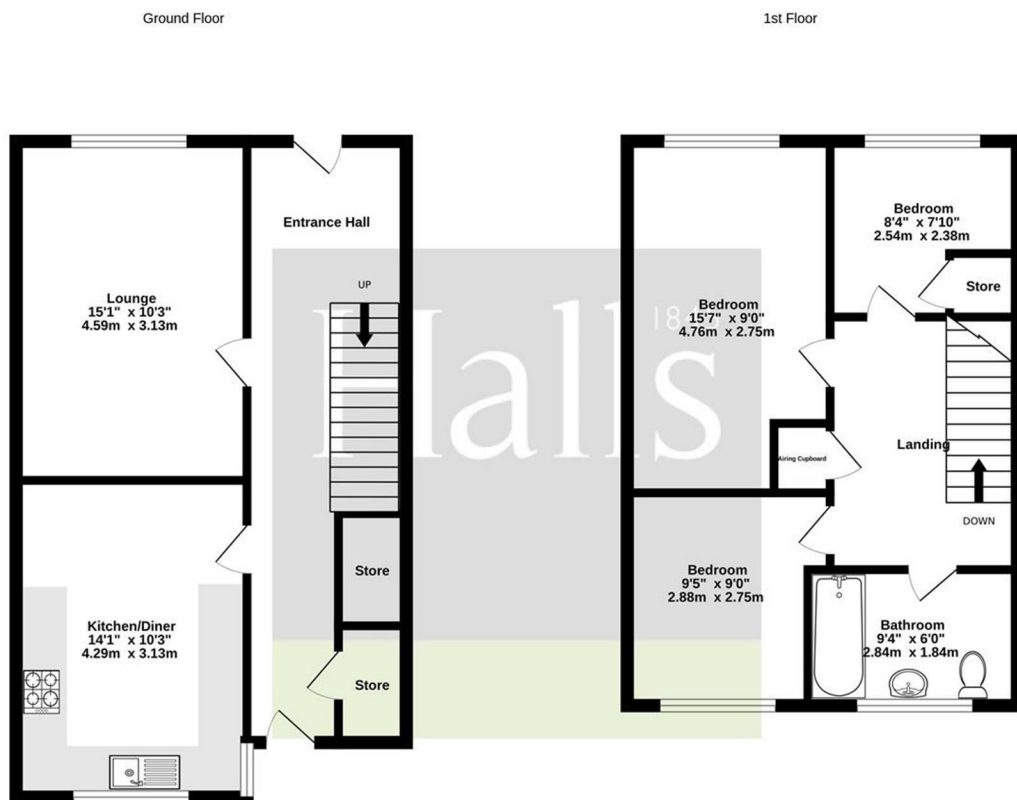 Ground Floor
1st Floor
Entrance Hall
UP
Lounge
15'1" x 10'3"
4.59m x 3.13m
Store
Kitchen/Diner
14'1" x 10'3"
4.29m x 3.13m
Store
Bedroom
8'4" x 7'10"
2.54m x 2.38m
Store
Bedroom
15'7" x 9'0"
4.76m x 2.75m
Landing
Airing Cupboard
DOWN
Bedroom
9'5" x 9'0"
2.88m x 2.75m
Bathroom
9'4" x 6'0"
2.84m x 1.84m
Halls